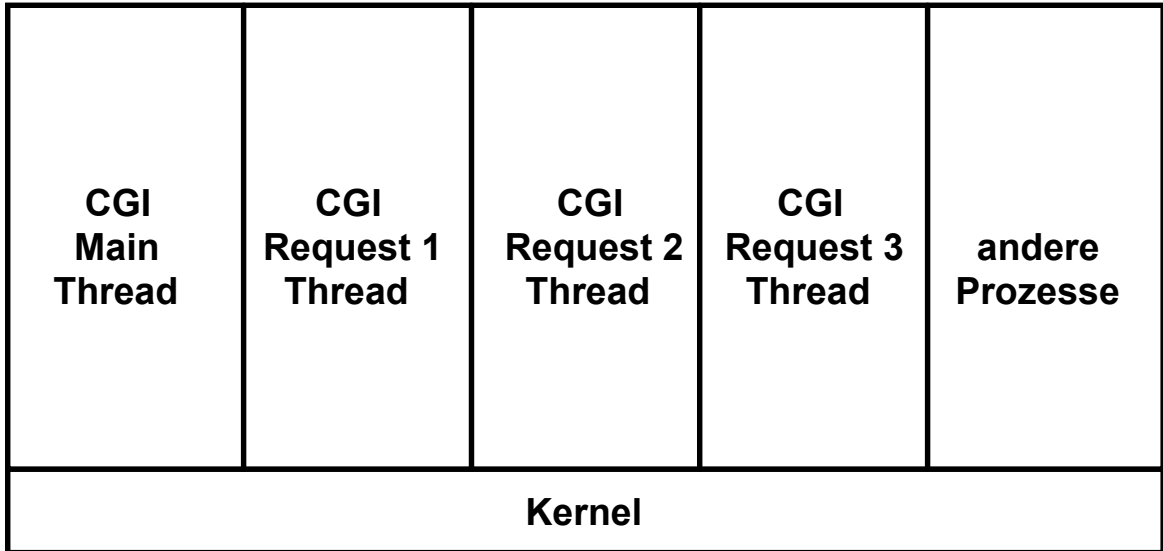 CGI
Main
Thread
CGI
Request 1
Thread
CGI
Request 2
Thread
CGI
Request 3
Thread
andere
Prozesse
Kernel